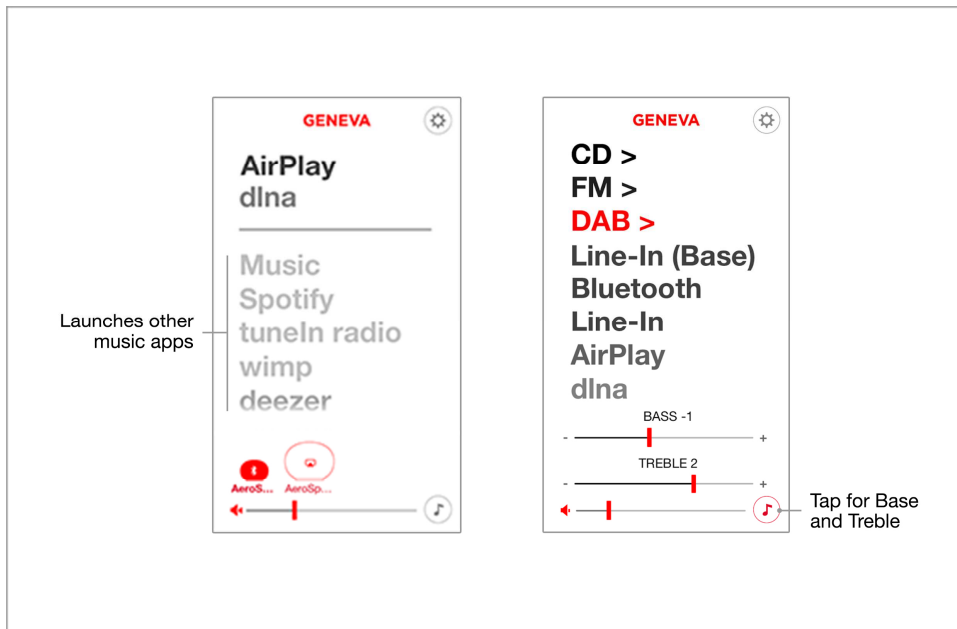 GENEVA
AirPlay
dlna
Music
Spotify
tuneIn radio
wimp
deezer
Launches other
music apps
AeroS...
AeroSp...
GENEVA
CD >
FM >
DAB >
Line-In (Base)
Bluetooth
Line-In
AirPlay
dlna
BASS -1
- +
TREBLE 2
- +
Tap for Base
and Treble